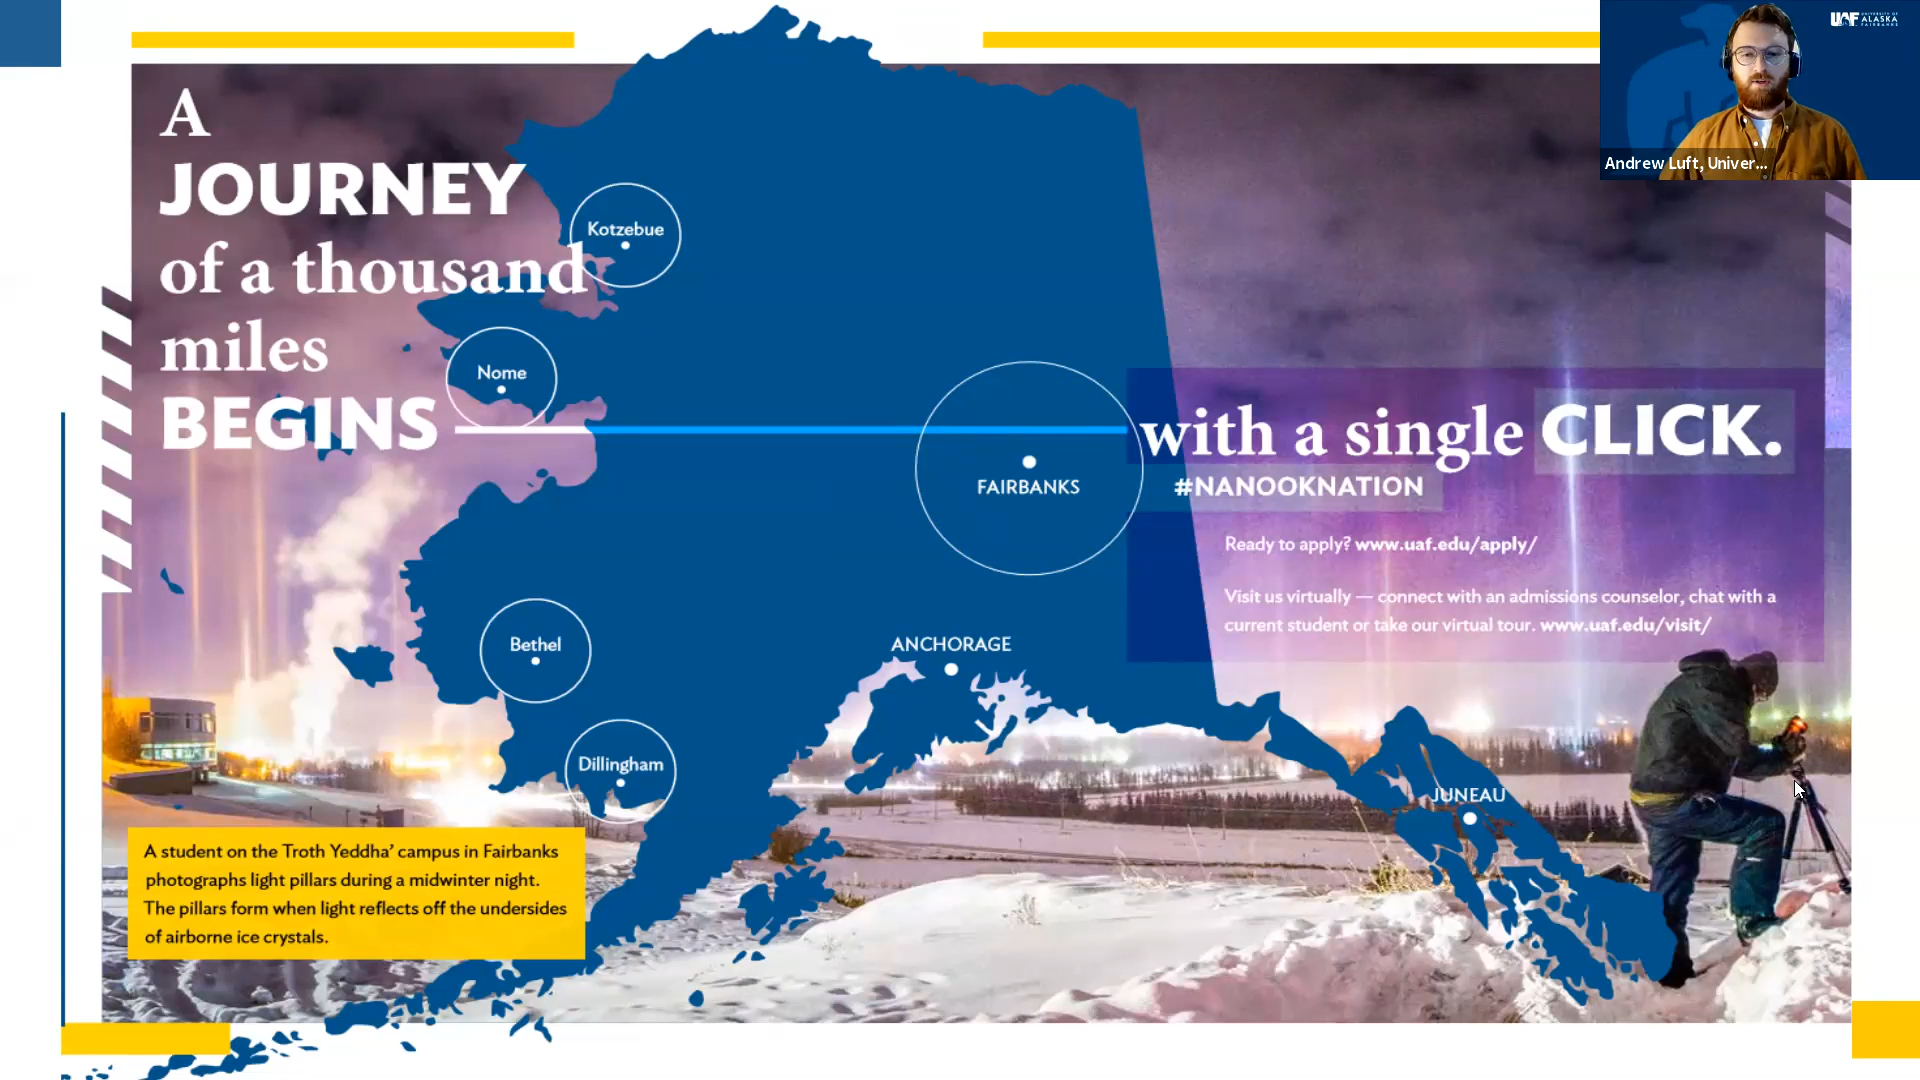 A
JOURNEY
of a thousand
miles
BEGINS
with a single CLICK.
#NANOOKNATION
Ready to apply? www.uaf.edu/apply/
Visit us virtually — connect with an admissions counselor, chat with a
current student or take our virtual tour. www.uaf.edu/visit/
Kotzebue
Nome
FAIRBANKS
Bethel
ANCHORAGE
Dillingham
JUNEAU
A student on the Troth Yeddha’ campus in Fairbanks
photographs light pillars during a midwinter night.
The pillars form when light reflects off the undersides
of airborne ice crystals.
UAF UNIVERSITY OF
ALASKA
FAIRBANKS
Andrew Luft, Univer...